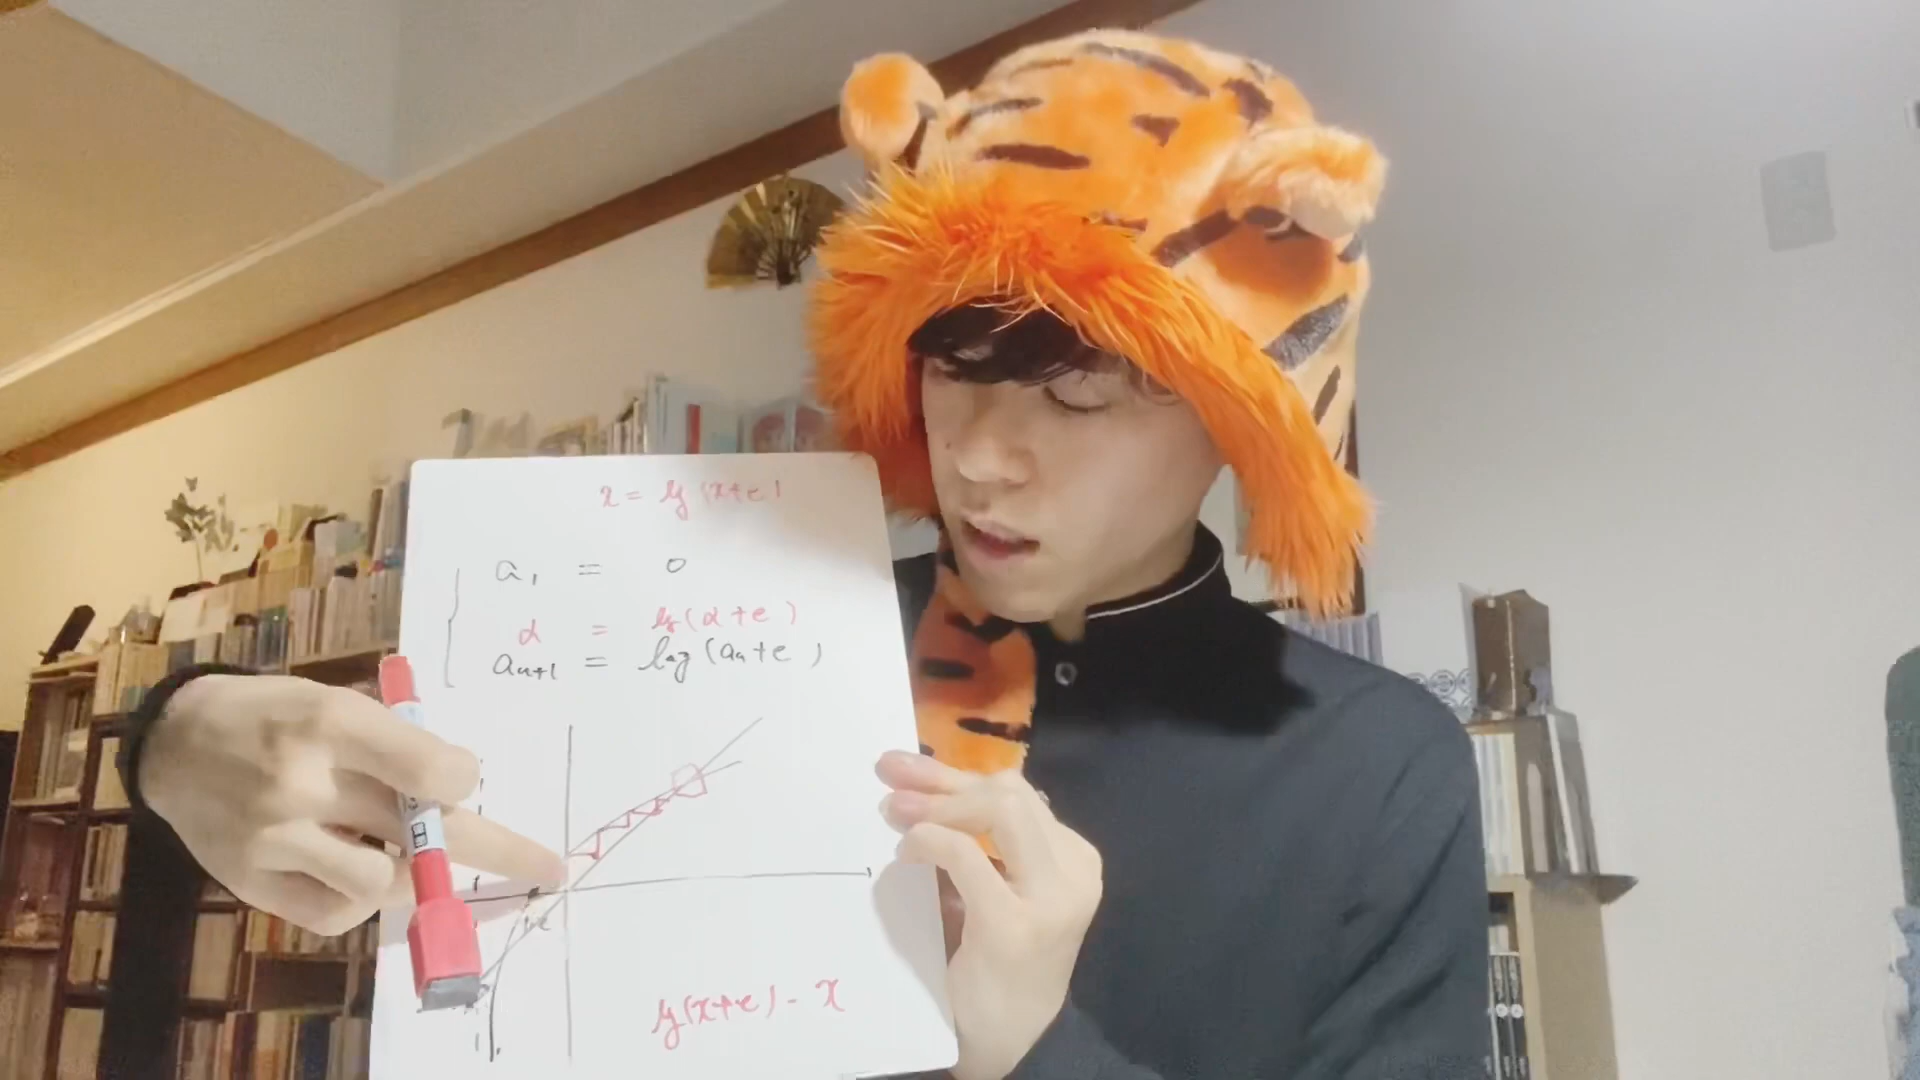 x = log(x+e)
a₁ = 0
α = log(α+e)
aₙ₊₁ = log(aₙ+e)
-e
log(x+e) - x